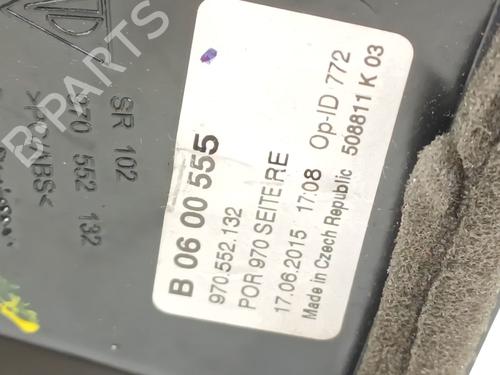 B-PARTS
SR 102
970 552 132
>PC/ABS<
B 06 00 555
970.552.132
POR 970 SEITE RE
17.06.2015 17:08 Op-ID 772
Made in Czech Republic 508811 K 03